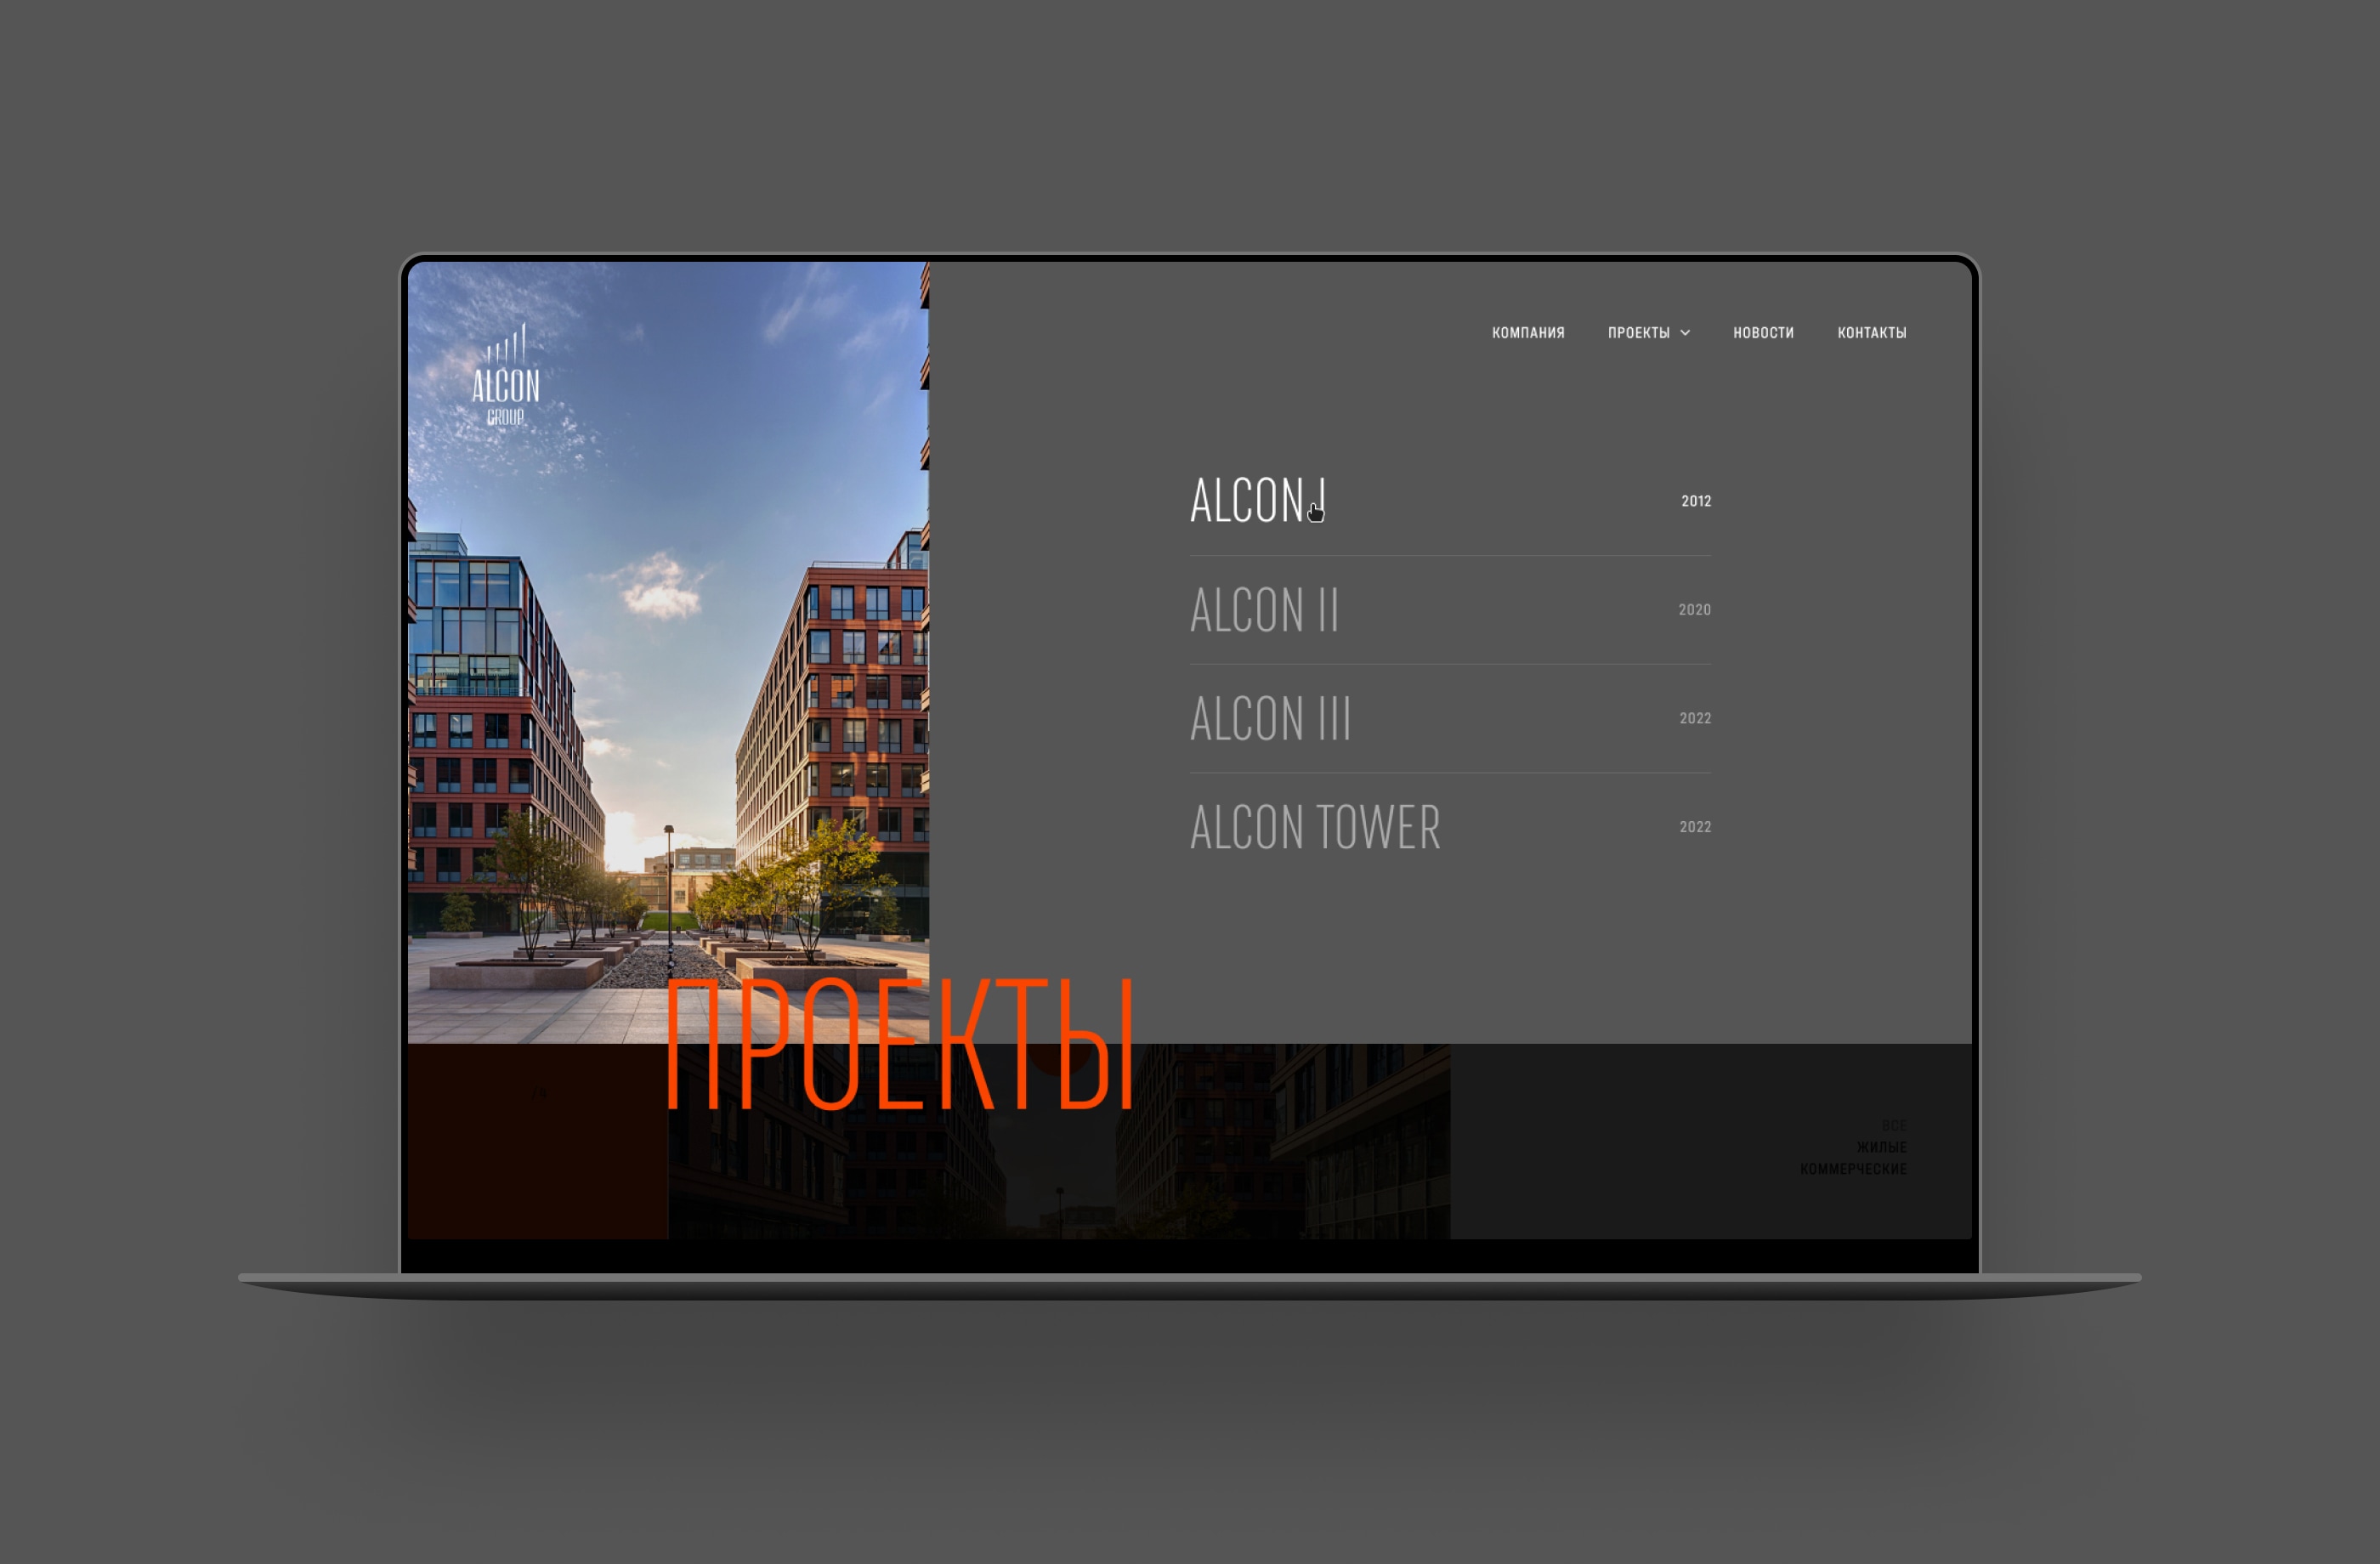 ALCON
GROUP
КОМПАНИЯ
ПРОЕКТЫ
НОВОСТИ
КОНТАКТЫ
ALCON I
2012
ALCON II
2020
ALCON III
2022
ALCON TOWER
2022
ПРОЕКТЫ
ВСЕ
ЖИЛЫЕ
КОММЕРЧЕСКИЕ